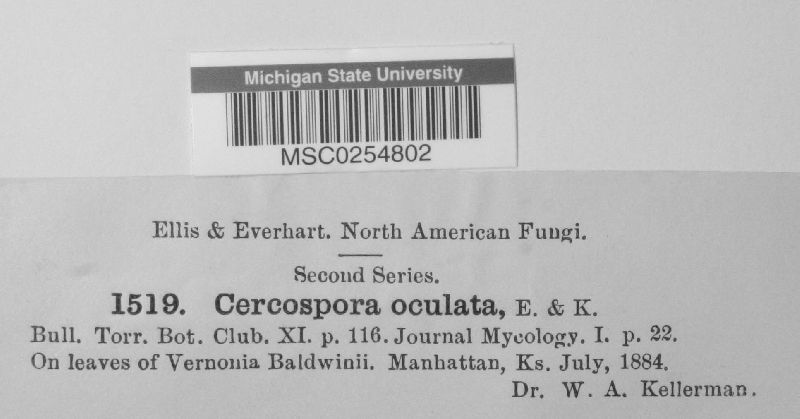 Michigan State University
MSC0254802
Ellis & Everhart. North American Fungi.
Second Series.
1519. Cercospora oculata, E. & K.
Bull. Torr. Bot. Club. XI. p. 116. Journal Mycology. I. p. 22.
On leaves of Vernonia Baldwinii. Manhattan, Ks. July, 1884.
Dr. W. A. Kellerman.